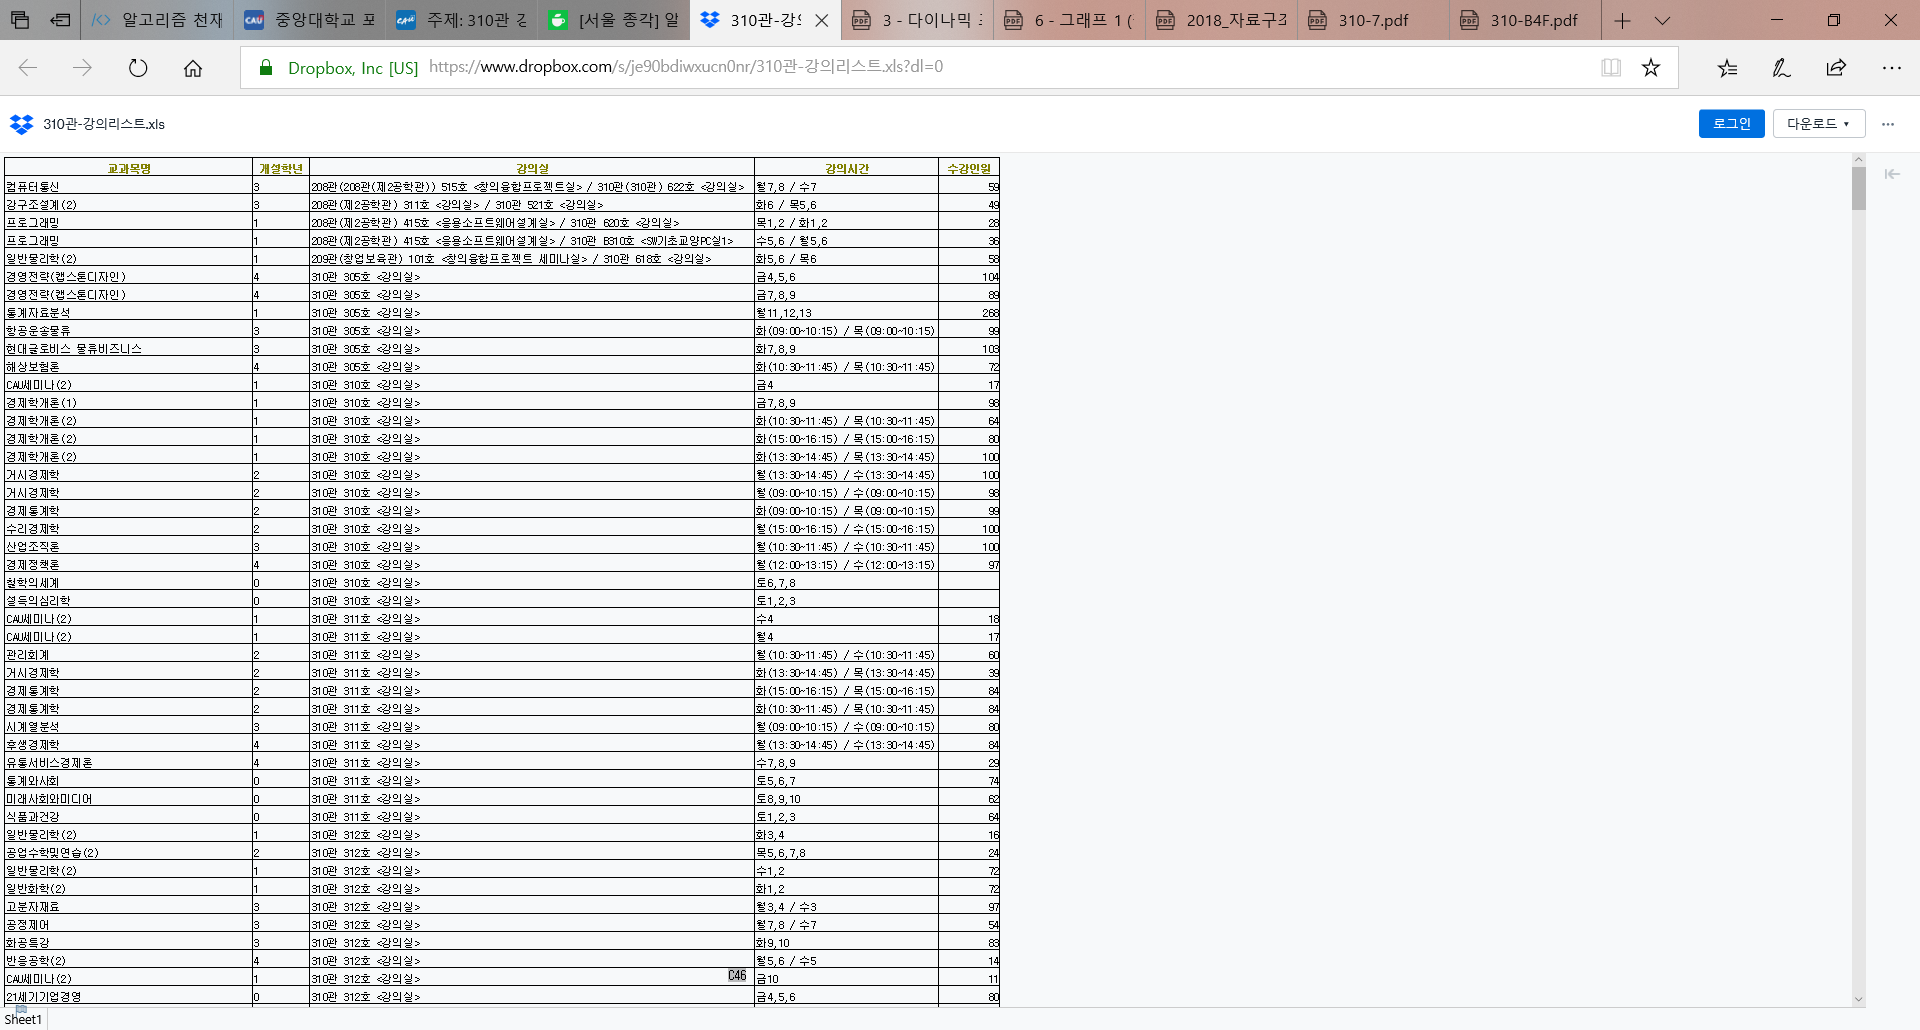 알고리즘 천재
중앙대학교 포
주제: 310관 강
[서울 종각] 알
310관-강의
3 - 다이나믹 프
6 - 그래프 1 (
2018_자료구조
310-7.pdf
310-B4F.pdf
Dropbox, Inc [US] https://www.dropbox.com/s/je90bdiwxucn0nr/310관-강의리스트.xls?dl=0
310관-강의리스트.xls
로그인
다운로드
교과목명 개설학년 강의실 강의시간 수강인원
컴퓨터통신 3 208관(208관(제2공학관)) 515호 <창의융합프로젝트실> / 310관(310관) 622호 <강의실> 월7,8 / 수7 59
강구조설계(2) 3 208관(제2공학관) 311호 <강의실> / 310관 521호 <강의실> 화6 / 목5,6 49
프로그래밍 1 208관(제2공학관) 415호 <응용소프트웨어설계실> / 310관 620호 <강의실> 목1,2 / 화1,2 28
프로그래밍 1 208관(제2공학관) 415호 <응용소프트웨어설계실> / 310관 B310호 <SW기초교양PC실1> 수5,6 / 월5,6 36
일반물리학(2) 1 209관(창업보육관) 101호 <창의융합프로젝트 세미나실> / 310관 618호 <강의실> 화5,6 / 목6 58
경영전략(캡스톤디자인) 4 310관 305호 <강의실> 금4,5,6 104
경영전략(캡스톤디자인) 4 310관 305호 <강의실> 금7,8,9 89
통계자료분석 1 310관 305호 <강의실> 월11,12,13 268
항공운송물류 3 310관 305호 <강의실> 화(09:00~10:15) / 목(09:00~10:15) 99
현대글로비스 물류비즈니스 3 310관 305호 <강의실> 화7,8,9 103
해상보험론 4 310관 305호 <강의실> 화(10:30~11:45) / 목(10:30~11:45) 72
CAU세미나(2) 1 310관 310호 <강의실> 금4 17
경제학개론(1) 1 310관 310호 <강의실> 금7,8,9 98
경제학개론(2) 1 310관 310호 <강의실> 화(10:30~11:45) / 목(10:30~11:45) 64
경제학개론(2) 1 310관 310호 <강의실> 화(15:00~16:15) / 목(15:00~16:15) 80
경제학개론(2) 1 310관 310호 <강의실> 화(13:30~14:45) / 목(13:30~14:45) 100
거시경제학 2 310관 310호 <강의실> 월(13:30~14:45) / 수(13:30~14:45) 100
거시경제학 2 310관 310호 <강의실> 월(09:00~10:15) / 수(09:00~10:15) 98
경제통계학 2 310관 310호 <강의실> 화(09:00~10:15) / 목(09:00~10:15) 99
수리경제학 2 310관 310호 <강의실> 월(15:00~16:15) / 수(15:00~16:15) 100
산업조직론 3 310관 310호 <강의실> 월(10:30~11:45) / 수(10:30~11:45) 100
경제정책론 4 310관 310호 <강의실> 월(12:00~13:15) / 수(12:00~13:15) 97
철학의세계 0 310관 310호 <강의실> 토6,7,8
설득의심리학 0 310관 310호 <강의실> 토1,2,3
CAU세미나(2) 1 310관 311호 <강의실> 수4 18
CAU세미나(2) 1 310관 311호 <강의실> 월4 17
관리회계 2 310관 311호 <강의실> 월(10:30~11:45) / 수(10:30~11:45) 60
거시경제학 2 310관 311호 <강의실> 화(13:30~14:45) / 목(13:30~14:45) 39
경제통계학 2 310관 311호 <강의실> 화(15:00~16:15) / 목(15:00~16:15) 84
경제통계학 2 310관 311호 <강의실> 화(10:30~11:45) / 목(10:30~11:45) 84
시계열분석 3 310관 311호 <강의실> 월(09:00~10:15) / 수(09:00~10:15) 80
후생경제학 4 310관 311호 <강의실> 월(13:30~14:45) / 수(13:30~14:45) 84
유통서비스경제론 4 310관 311호 <강의실> 수7,8,9 29
통계와사회 0 310관 311호 <강의실> 토5,6,7 74
미래사회와미디어 0 310관 311호 <강의실> 토8,9,10 62
식품과건강 0 310관 311호 <강의실> 토1,2,3 64
일반물리학(2) 1 310관 312호 <강의실> 화3,4 16
공업수학및연습(2) 2 310관 312호 <강의실> 목5,6,7,8 24
일반물리학(2) 1 310관 312호 <강의실> 수1,2 72
일반화학(2) 1 310관 312호 <강의실> 화1,2 72
고분자재료 3 310관 312호 <강의실> 월3,4 / 수3 97
공정제어 3 310관 312호 <강의실> 월7,8 / 수7 54
화공특강 3 310관 312호 <강의실> 화9,10 83
반응공학(2) 4 310관 312호 <강의실> 월5,6 / 수5 14
CAU세미나(2) 1 310관 312호 <강의실> C46 금10 11
21세기기업경영 0 310관 312호 <강의실> 금4,5,6 80
Sheet1